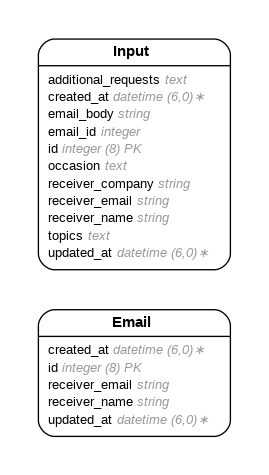 Input
additional_requests text
created_at datetime (6,0)∗
email_body string
email_id integer
id integer (8) PK
occasion text
receiver_company string
receiver_email string
receiver_name string
topics text
updated_at datetime (6,0)∗
Email
created_at datetime (6,0)∗
id integer (8) PK
receiver_email string
receiver_name string
updated_at datetime (6,0)∗